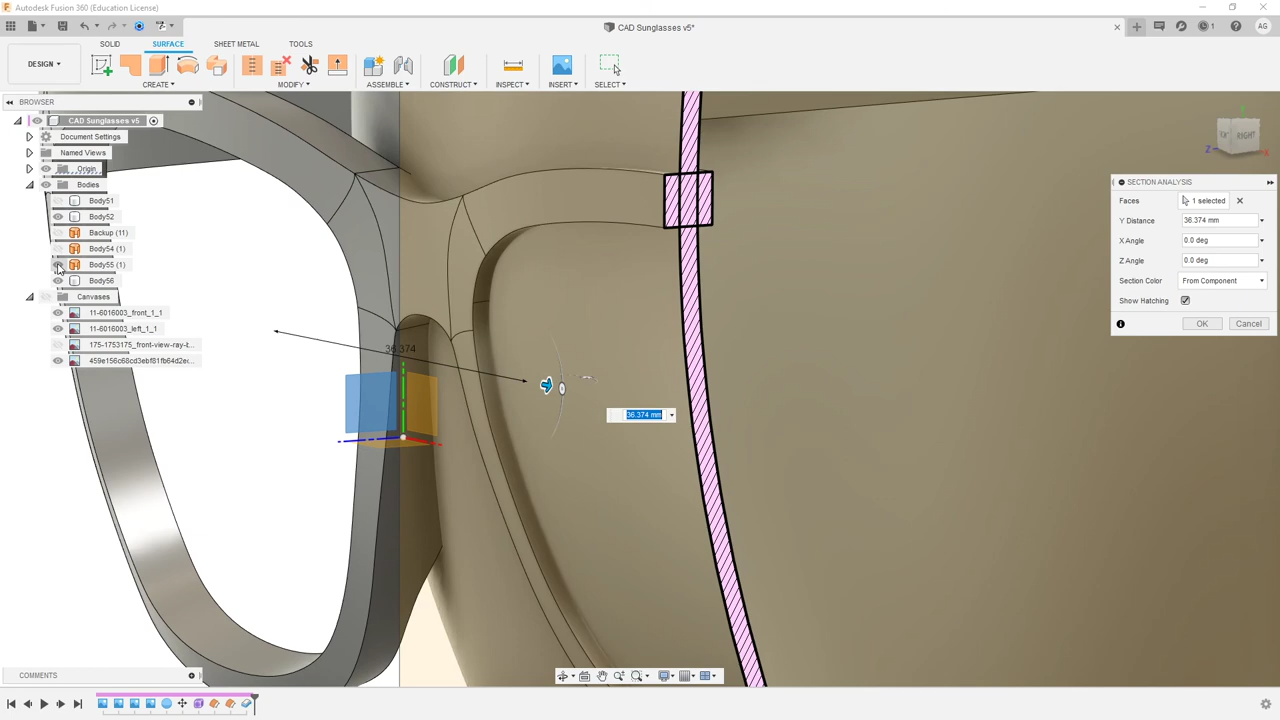 Autodesk Fusion 360 (Education License)
CAD Sunglasses v5*
1
AG
DESIGN
SOLID
SURFACE
SHEET METAL
TOOLS
CREATE
MODIFY
ASSEMBLE
CONSTRUCT
INSPECT
INSERT
SELECT
BROWSER
CAD Sunglasses v5
Document Settings
Named Views
Origin
Bodies
Body51
Body52
Backup (11)
Body54 (1)
Body55 (1)
Body56
Canvases
11-6016003_front_1_1
11-6016003_left_1_1
175-1753175_front-view-ray-t...
459e156c68cd3ebf81fb64d2e...
36.374
36.374 mm
RIGHT
Z
X
SECTION ANALYSIS
Faces
1 selected
Y Distance
36.374 mm
X Angle
0.0 deg
Z Angle
0.0 deg
Section Color
From Component
Show Hatching
OK
Cancel
COMMENTS